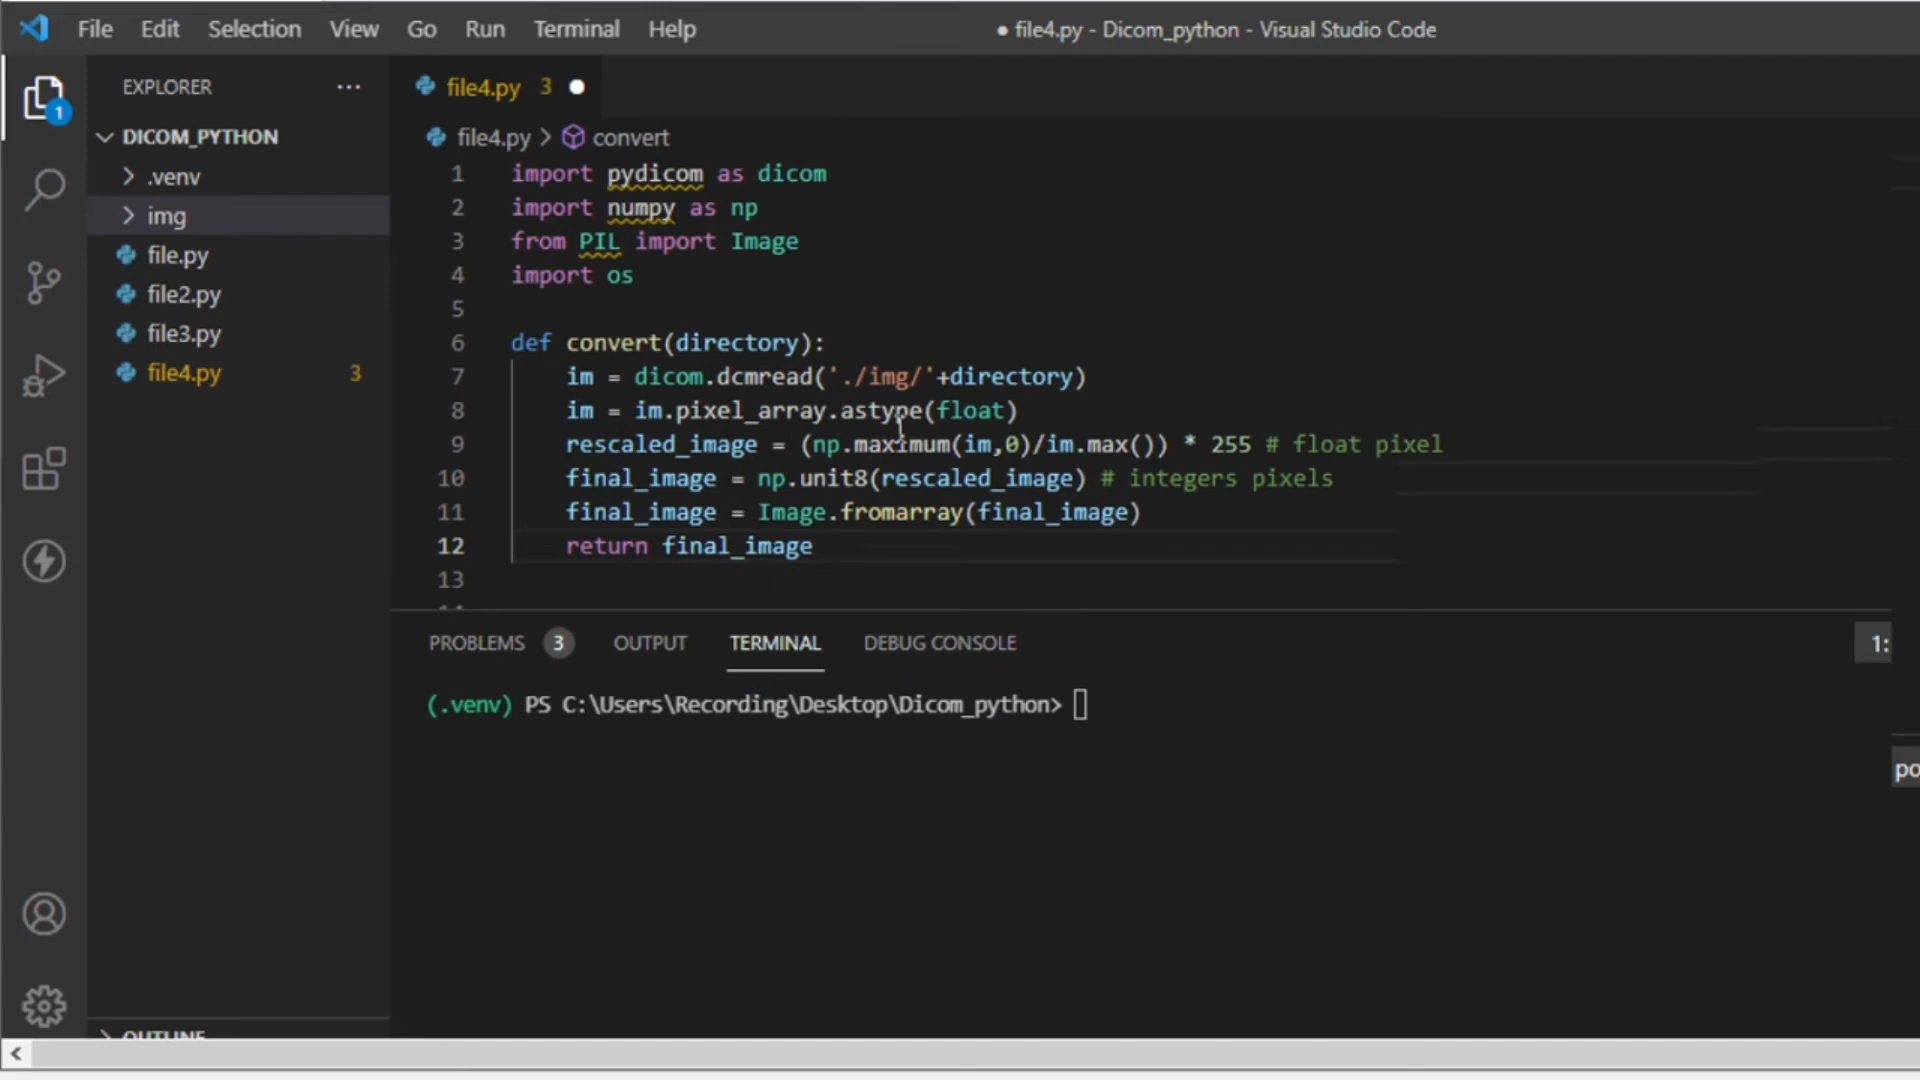 File Edit Selection View Go Run Terminal Help
● file4.py - Dicom_python - Visual Studio Code
EXPLORER ···
1
DICOM_PYTHON
.venv
img
file.py
file2.py
file3.py
file4.py 3
file4.py 3
file4.py > convert
1 import pydicom as dicom
2 import numpy as np
3 from PIL import Image
4 import os
5
6 def convert(directory):
7 im = dicom.dcmread('./img/'+directory)
8 im = im.pixel_array.astype(float)
9 rescaled_image = (np.maximum(im,0)/im.max()) * 255 # float pixel
10 final_image = np.unit8(rescaled_image) # integers pixels
11 final_image = Image.fromarray(final_image)
12 return final_image
13
PROBLEMS 3 OUTPUT TERMINAL DEBUG CONSOLE
1:
(.venv) PS C:\Users\Recording\Desktop\Dicom_python>
po
OUTLINE